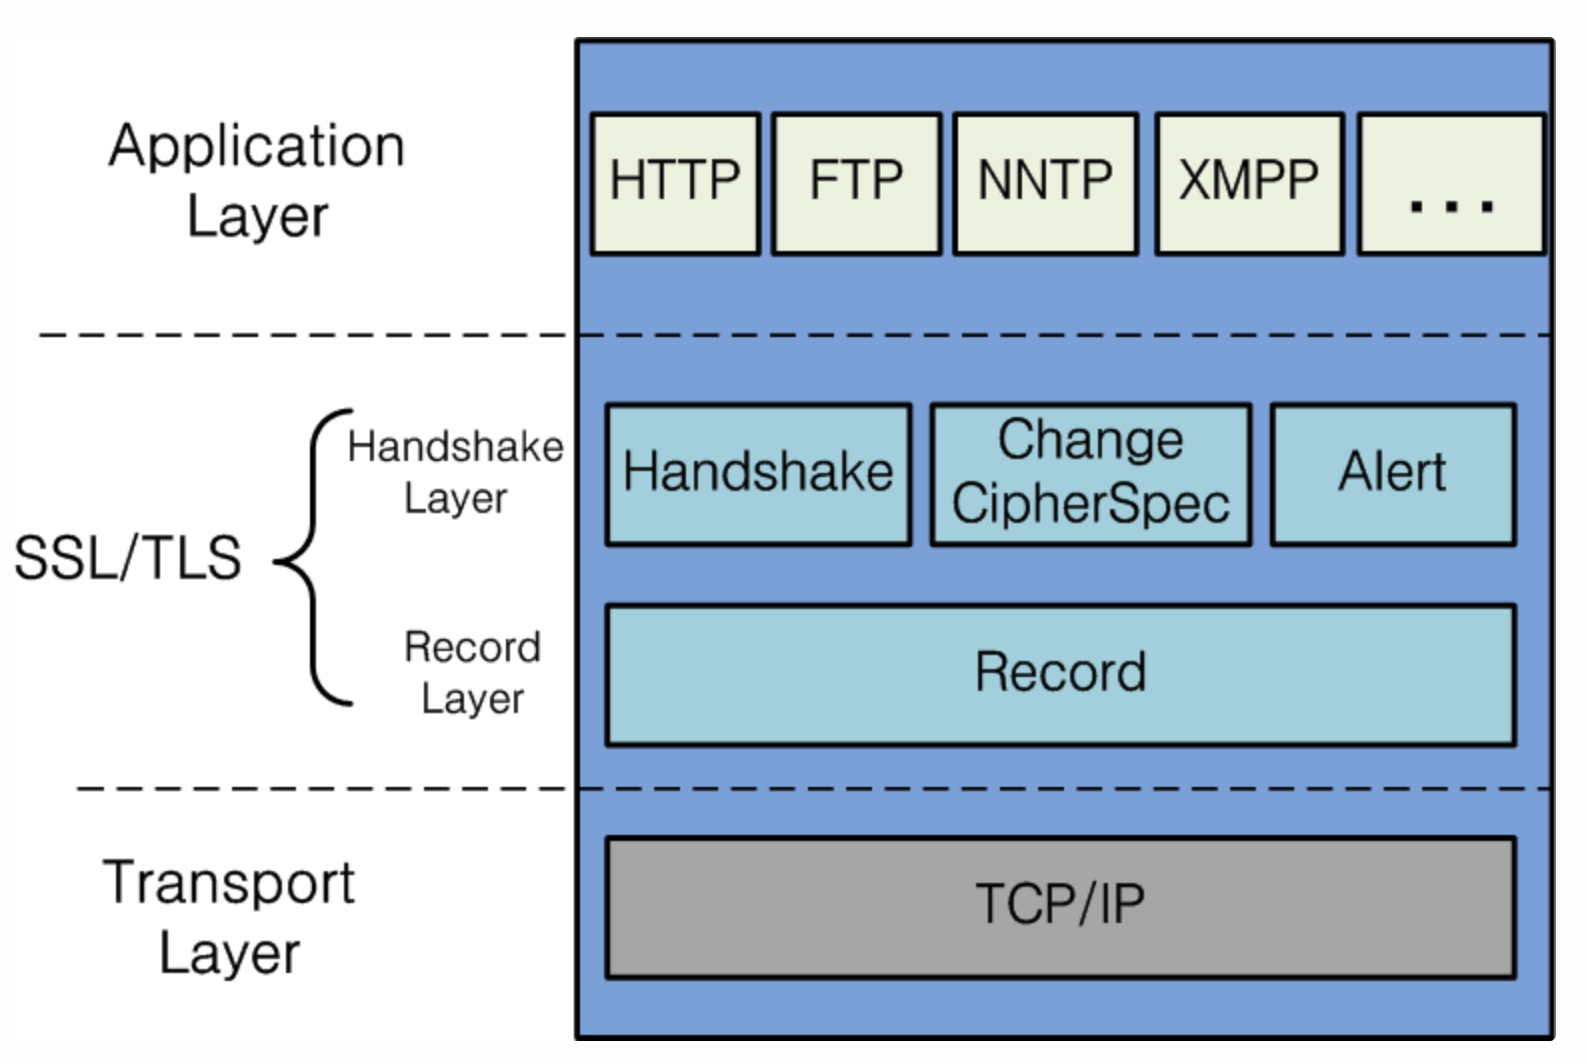 Application
Layer
HTTP
FTP
NNTP
XMPP
...
SSL/TLS
Handshake
Layer
Handshake
Change
CipherSpec
Alert
Record
Layer
Record
Transport
Layer
TCP/IP